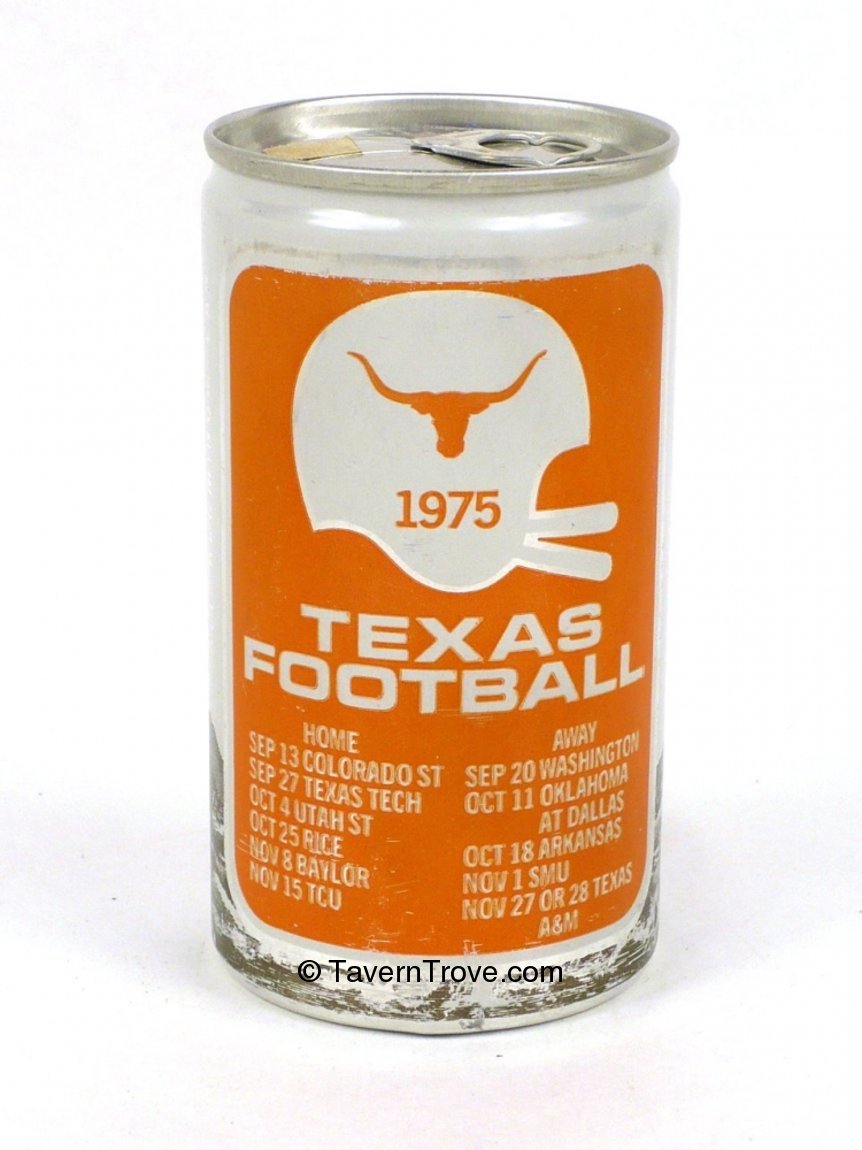 1975
TEXAS
FOOTBALL
HOME
SEP 13 COLORADO ST
SEP 27 TEXAS TECH
OCT 4 UTAH ST
OCT 25 RICE
NOV 8 BAYLOR
NOV 15 TCU
AWAY
SEP 20 WASHINGTON
OCT 11 OKLAHOMA
AT DALLAS
OCT 18 ARKANSAS
NOV 1 SMU
NOV 27 OR 28 TEXAS
A&M
© TavernTrove.com